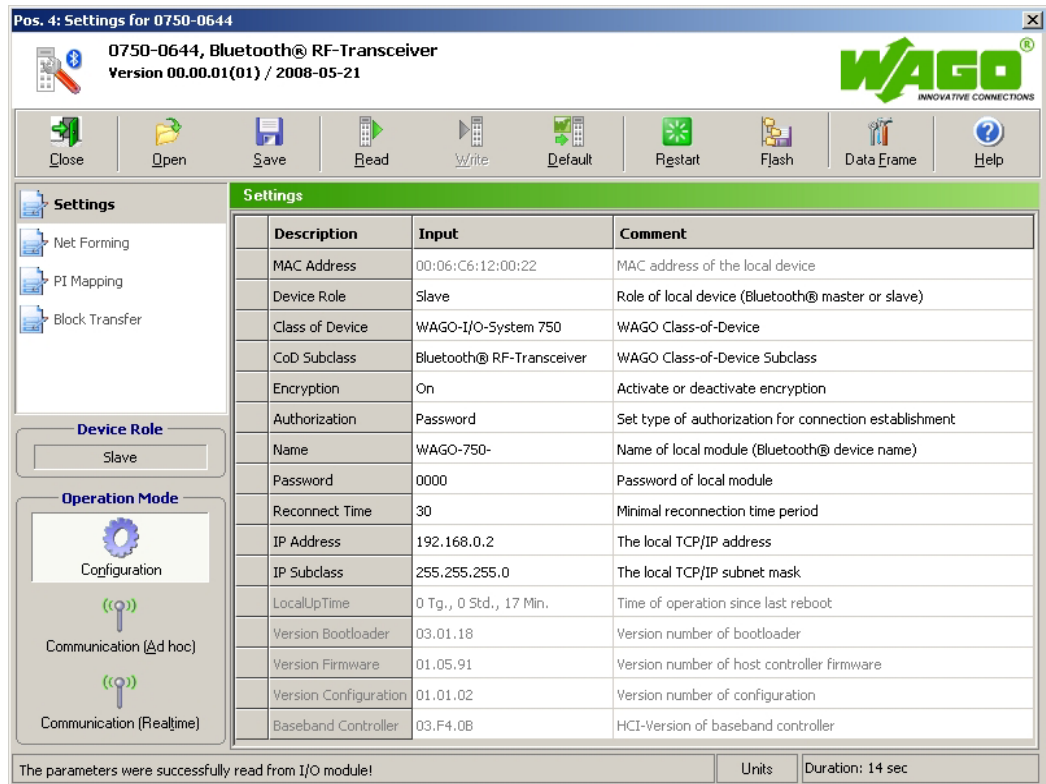 Pos. 4: Settings for 0750-0644
0750-0644, Bluetooth® RF-Transceiver
Version 00.00.01(01) / 2008-05-21
WAGO®
INNOVATIVE CONNECTIONS
Close Open Save Read Write Default Restart Flash Data Frame Help
Settings
Net Forming
PI Mapping
Block Transfer
Device Role
Slave
Operation Mode
Configuration
Communication (Ad hoc)
Communication (Realtime)
Settings
Description Input Comment
MAC Address 00:06:C6:12:00:22 MAC address of the local device
Device Role Slave Role of local device (Bluetooth® master or slave)
Class of Device WAGO-I/O-System 750 WAGO Class-of-Device
CoD Subclass Bluetooth® RF-Transceiver WAGO Class-of-Device Subclass
Encryption On Activate or deactivate encryption
Authorization Password Set type of authorization for connection establishment
Name WAGO-750- Name of local module (Bluetooth® device name)
Password 0000 Password of local module
Reconnect Time 30 Minimal reconnection time period
IP Address 192.168.0.2 The local TCP/IP address
IP Subclass 255.255.255.0 The local TCP/IP subnet mask
LocalUpTime 0 Tg., 0 Std., 17 Min. Time of operation since last reboot
Version Bootloader 03.01.18 Version number of bootloader
Version Firmware 01.05.91 Version number of host controller firmware
Version Configuration 01.01.02 Version number of configuration
Baseband Controller 03.F4.0B HCI-Version of baseband controller
The parameters were successfully read from I/O module! Units Duration: 14 sec